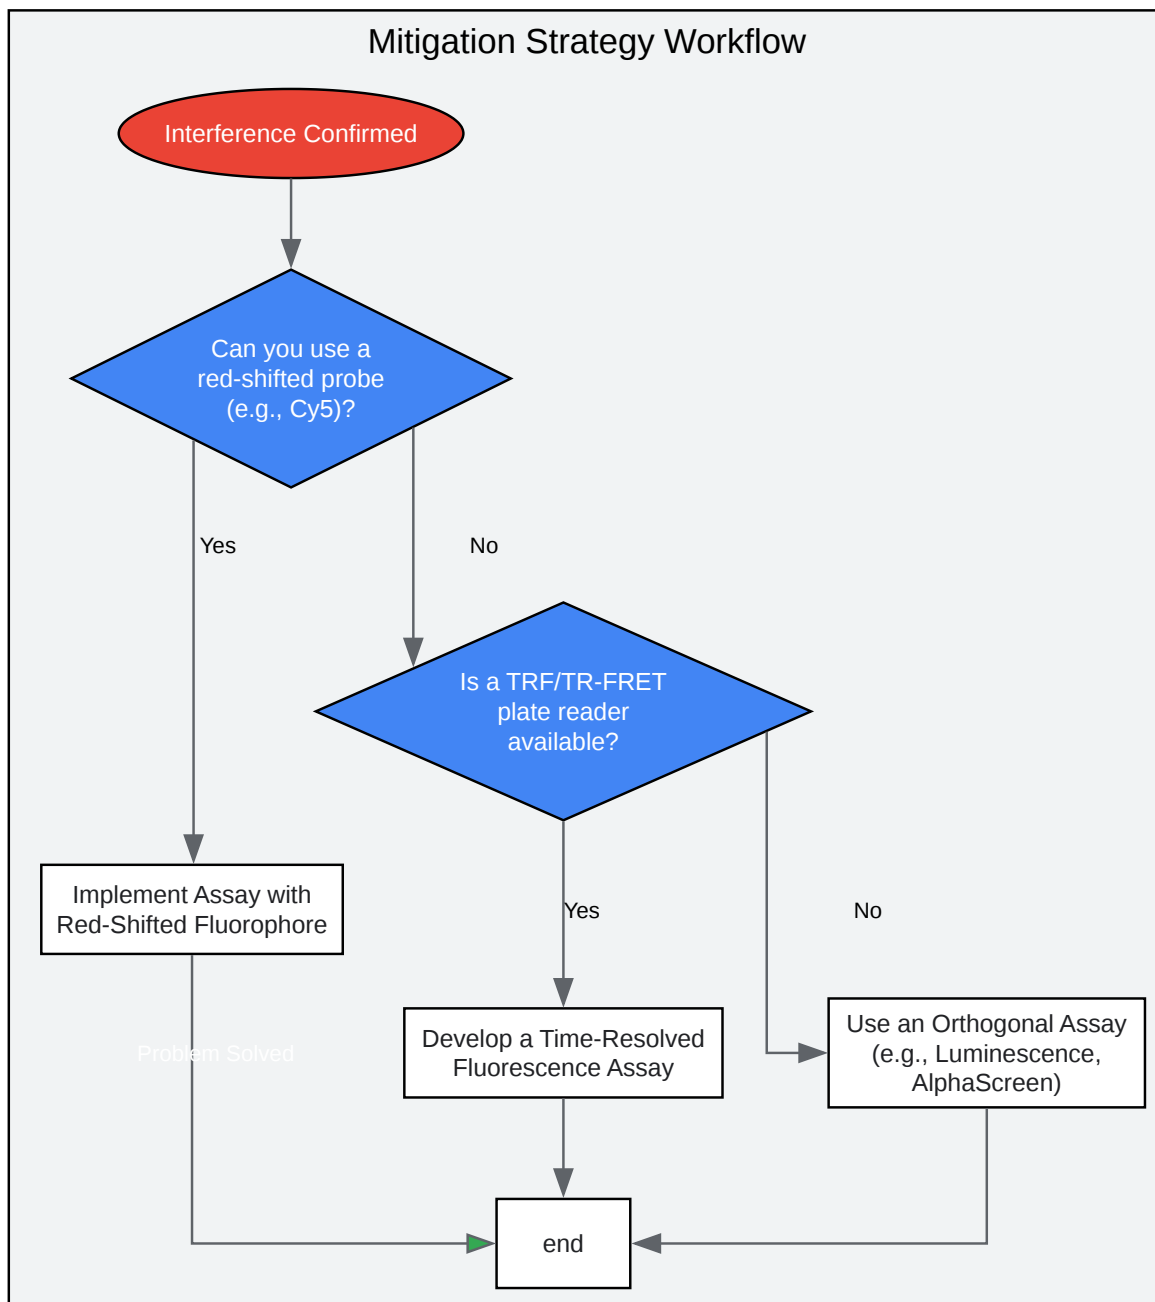 Mitigation Strategy Workflow
Interference Confirmed
Can you use a
red-shifted probe
(e.g., Cy5)?
Yes
No
Is a TRF/TR-FRET
plate reader
available?
Implement Assay with
Red-Shifted Fluorophore
Yes
No
Develop a Time-Resolved
Fluorescence Assay
Use an Orthogonal Assay
(e.g., Luminescence,
AlphaScreen)
Problem Solved
end